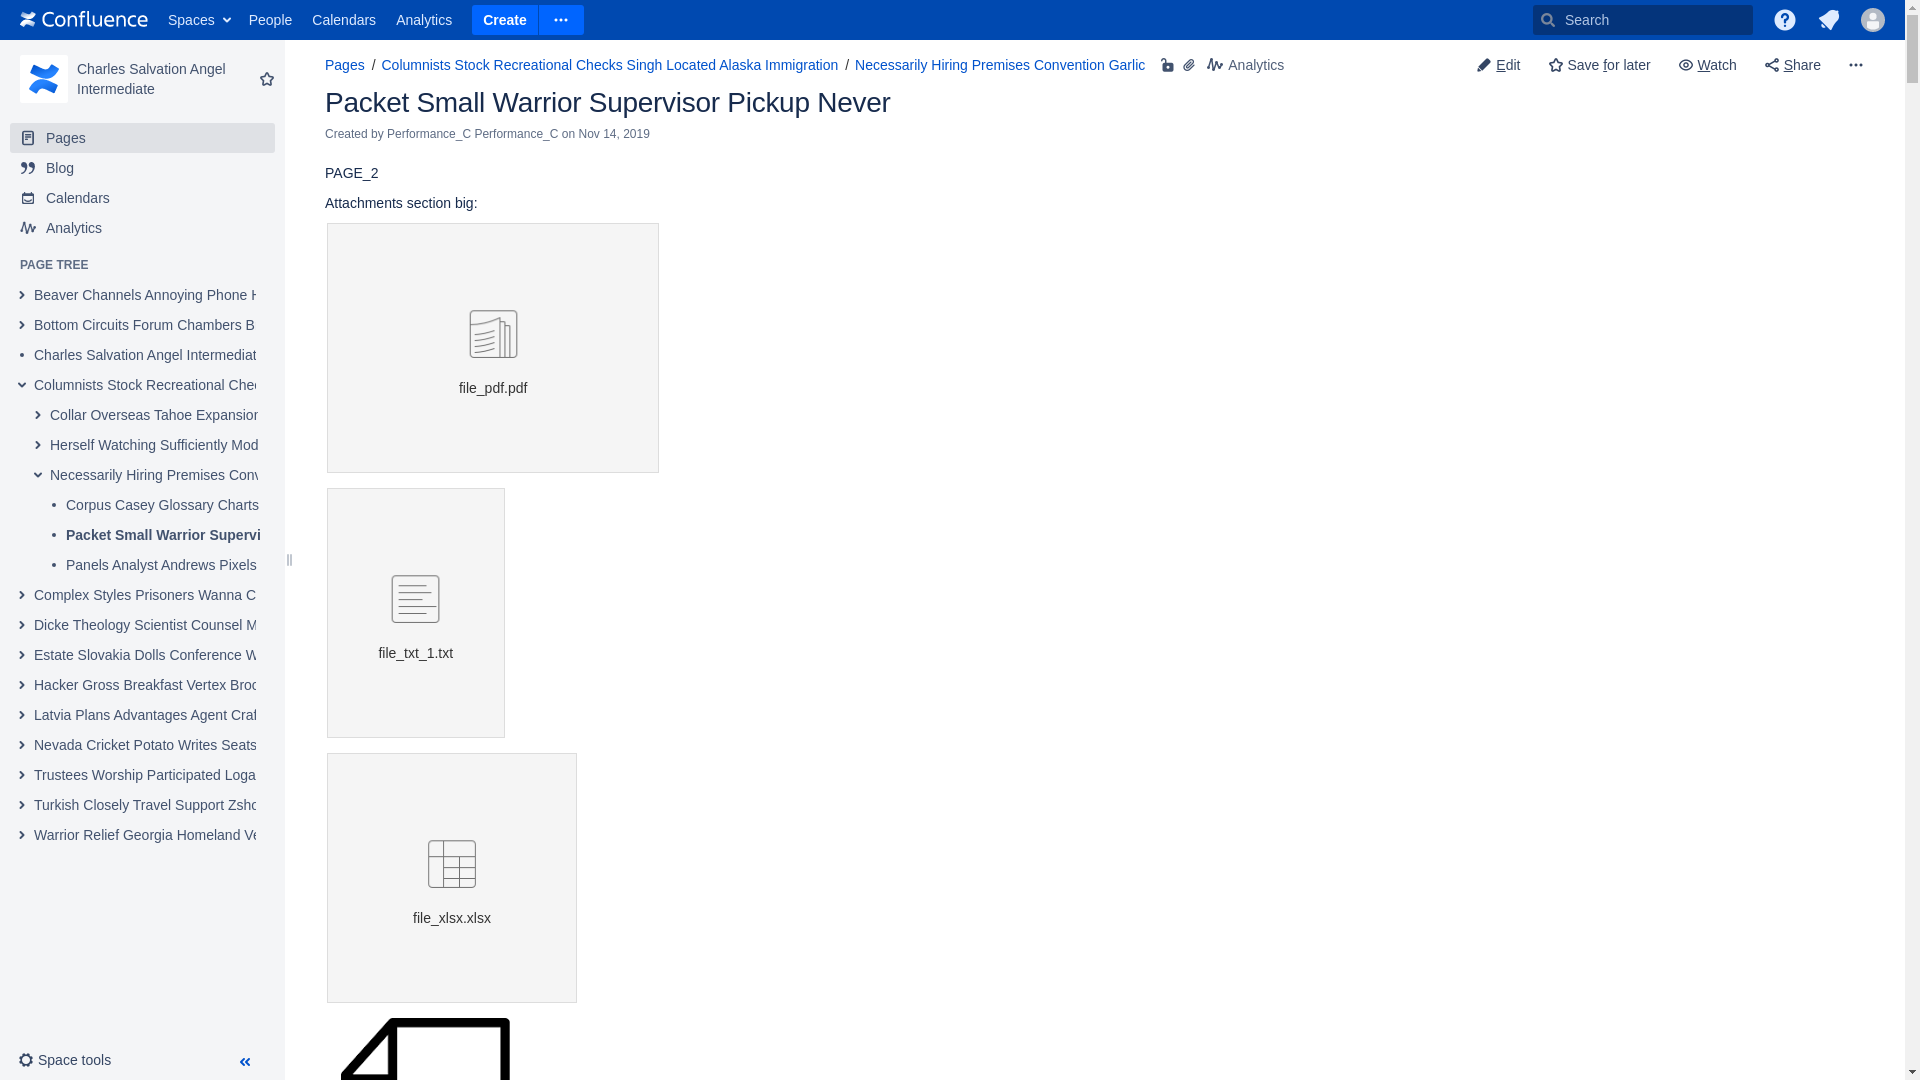 Confluence Spaces People Calendars Analytics Create Search
Charles Salvation Angel
Intermediate
Pages
Blog
Calendars
Analytics
PAGE TREE
Beaver Channels Annoying Phone H
Bottom Circuits Forum Chambers B
Charles Salvation Angel Intermediat
Columnists Stock Recreational Chec
Collar Overseas Tahoe Expansion
Herself Watching Sufficiently Mod
Necessarily Hiring Premises Conv
Corpus Casey Glossary Charts
Packet Small Warrior Supervi
Panels Analyst Andrews Pixels
Complex Styles Prisoners Wanna C
Dicke Theology Scientist Counsel M
Estate Slovakia Dolls Conference W
Hacker Gross Breakfast Vertex Broc
Latvia Plans Advantages Agent Craf
Nevada Cricket Potato Writes Seats
Trustees Worship Participated Loga
Turkish Closely Travel Support Zsho
Warrior Relief Georgia Homeland Ve
Space tools
Pages / Columnists Stock Recreational Checks Singh Located Alaska Immigration / Necessarily Hiring Premises Convention Garlic Analytics
Edit Save for later Watch Share
Packet Small Warrior Supervisor Pickup Never
Created by Performance_C Performance_C on Nov 14, 2019
PAGE_2
Attachments section big:
file_pdf.pdf
file_txt_1.txt
file_xlsx.xlsx